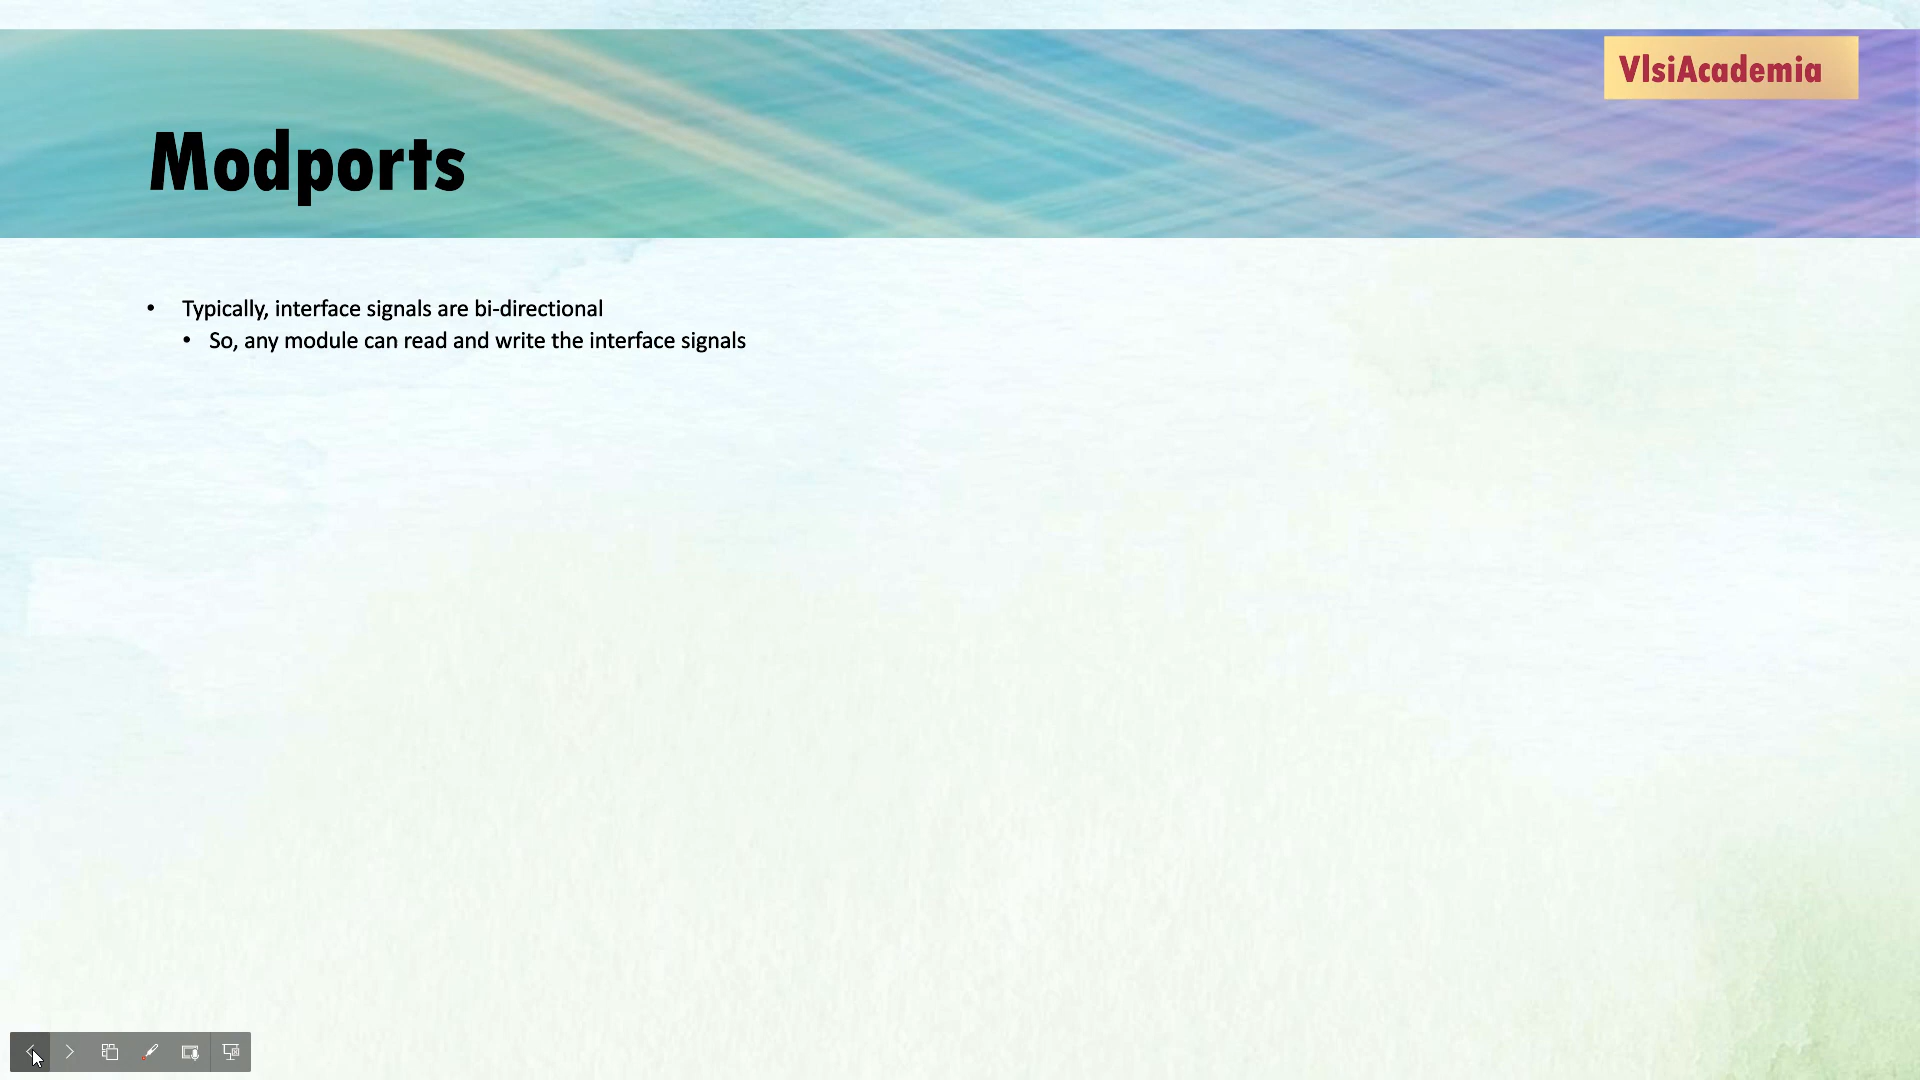 VlsiAcademia
Modports
• Typically, interface signals are bi-directional
• So, any module can read and write the interface signals